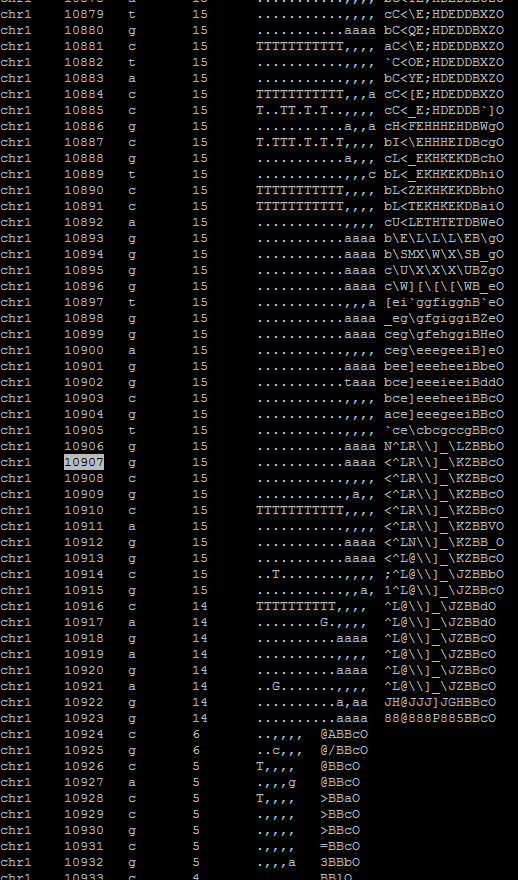 chr1 10879 t 15 ...........,,,, bC<\E;HDEDDBXZO
chr1 10880 g 15 ...........aaaa bC<QE;HDEDDBXZO
chr1 10881 c 15 TTTTTTTTTTT,,,, aC<\E;HDEDDBXZO
chr1 10882 t 15 ...........,,,, `C<OE;HDEDDBXZO
chr1 10883 a 15 ...........,,,, bC<YE;HDEDDBXZO
chr1 10884 c 15 TTTTTTTTTTT,,,a cC<[E;HDEDDBXZO
chr1 10885 c 15 T..TT.T.T..,,,, cC<_E;HDEDDB`]O
chr1 10886 g 15 ...........a,,a cH<FEHHHEHDBWgO
chr1 10887 c 15 T.TTT.T.T.T,,,, bI<\EHHHEIDBcgO
chr1 10888 g 15 ...........a,,, cL<_EKHKEKDBchO
chr1 10889 t 15 ...........,,,c bL<_EKHKEKDBhiO
chr1 10890 c 15 TTTTTTTTTTT,,,, bL<ZEKHKEKDBbhO
chr1 10891 c 15 TTTTTTTTTTT,,,, bL<TEKHKEKDBaiO
chr1 10892 a 15 ...........,,,, cU<LETHTETDBWeO
chr1 10893 g 15 ...........aaaa b\E\L\L\L\EB\gO
chr1 10894 g 15 ...........aaaa b\SMX\W\X\SB_gO
chr1 10895 g 15 ...........aaaa c\U\X\X\X\UBZgO
chr1 10896 g 15 ...........aaaa c\W][\[\[\WB_eO
chr1 10897 t 15 ...........,,,a [ei`ggfigghB`eO
chr1 10898 g 15 ...........aaaa _eg\gfgiggiBZeO
chr1 10899 g 15 ...........aaaa ceg\gfehggiBHeO
chr1 10900 a 15 ...........,,,, ceg\eeegeeiB]eO
chr1 10901 g 15 ...........aaaa bee]eeeheeiBbeO
chr1 10902 g 15 ...........taaa bce]eeeieeiBddO
chr1 10903 c 15 ...........,,,, bce]eeeheeiBBcO
chr1 10904 g 15 ...........aaaa ace]eeegeeiBBcO
chr1 10905 t 15 ...........,,,, `ce\cbcgccgBBcO
chr1 10906 g 15 ...........aaaa N^LR\\]_\LZBBbO
chr1 10907 g 15 ...........aaaa <^LR\\]_\KZBBcO
chr1 10908 c 15 ...........,,,, <^LR\\]_\KZBBcO
chr1 10909 g 15 ...........,a,, <^LR\\]_\KZBBcO
chr1 10910 c 15 TTTTTTTTTTT,,,, <^LR\\]_\KZBBcO
chr1 10911 a 15 ...........,,,, <^LR\\]_\KZBBVO
chr1 10912 g 15 ...........aaaa <^LN\\]_\KZBB_O
chr1 10913 g 15 ...........aaaa <^L@\\]_\KZBBcO
chr1 10914 c 15 ..T........,,,, ;^L@\\]_\JZBBbO
chr1 10915 g 15 ...........,,a, 1^L@\\]_\JZBBcO
chr1 10916 c 14 TTTTTTTTTT,,,, ^L@\\]_\JZBBdO
chr1 10917 a 14 ........G.,,,, ^L@\\]_\JZBBdO
chr1 10918 g 14 ..........aaaa ^L@\\]_\JZBBcO
chr1 10919 a 14 ..........,,,, ^L@\\]_\JZBBcO
chr1 10920 g 14 ..........aaaa ^L@\\]_\JZBBcO
chr1 10921 a 14 ..G.......,,,, ^L@\\]_\JZBBcO
chr1 10922 g 14 ..........a,aa JH@JJJ]JGHBBcO
chr1 10923 g 14 ..........aaaa 88@888P885BBcO
chr1 10924 c 6 ..,,,, @ABBcO
chr1 10925 g 6 ..c,,, @/BBcO
chr1 10926 c 5 T,,,, @BBcO
chr1 10927 a 5 .,,,g @BBcO
chr1 10928 c 5 T,,,, >BBaO
chr1 10929 c 5 .,,,, >BBcO
chr1 10930 g 5 .,,,, >BBcO
chr1 10931 c 5 .,,,, =BBcO
chr1 10932 g 5 .,,,a 3BBbO
chr1 10933 c 4